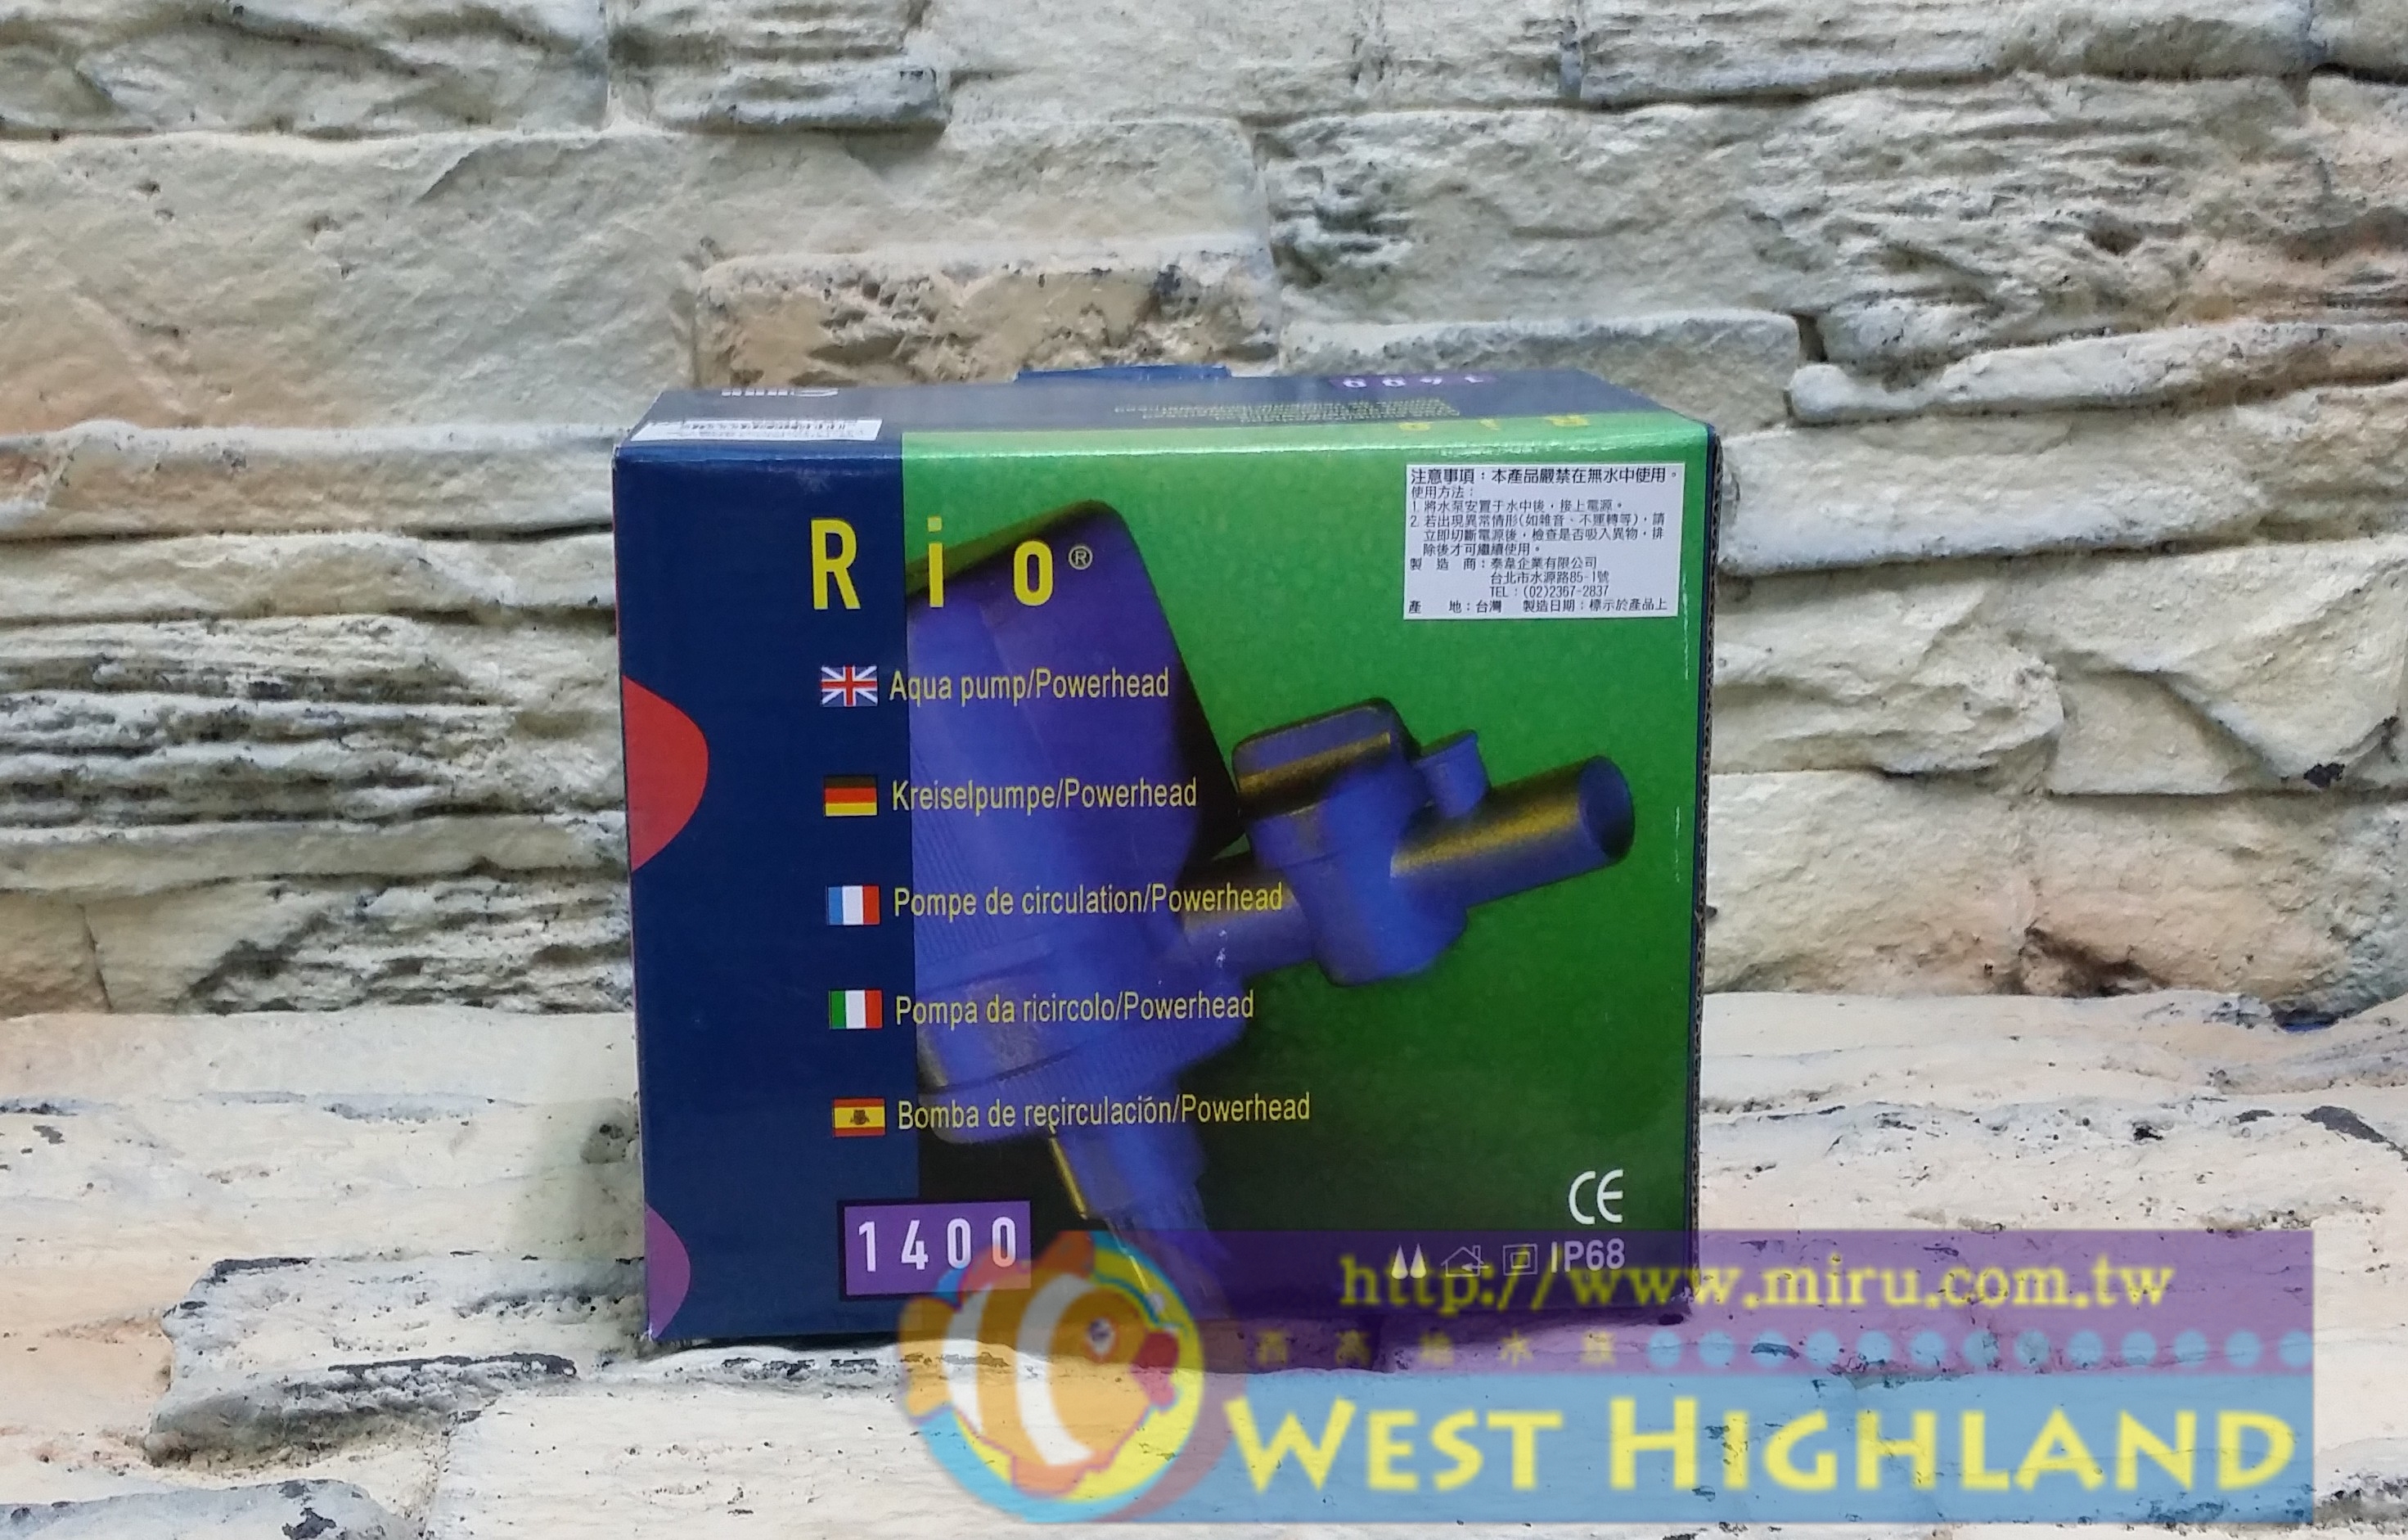 1400
Rio
Rio®
注意事項：本產品嚴禁在無水中使用。
使用方法：
1. 將水泵安置于水中後，接上電源。
2. 若出現異常情形(如雜音、不運轉等)，請
立即切斷電源後，檢查是否吸入異物，排
除後才可繼續使用。
製 造 商：泰韋企業有限公司
台北市水源路85-1號
TEL：(02)2367-2837
產 地：台灣 製造日期：標示於產品上
Aqua pump/Powerhead
Kreiselpumpe/Powerhead
Pompe de circulation/Powerhead
Pompa da ricircolo/Powerhead
Bomba de recirculación/Powerhead
1400
CE
IP68
http://www.miru.com.tw
水族
WEST HIGHLAND